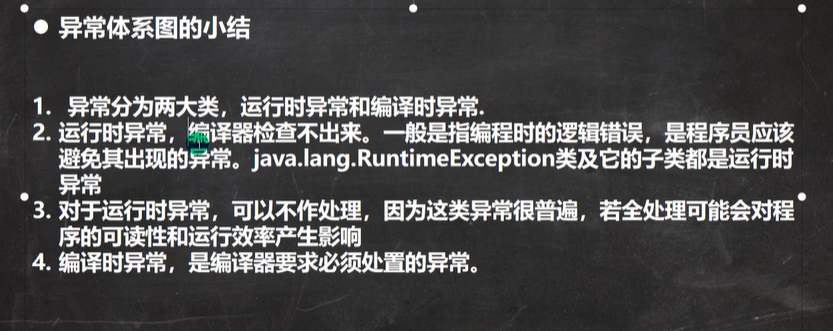 ● 异常体系图的小结
1. 异常分为两大类，运行时异常和编译时异常.
2. 运行时异常，编译器检查不出来。一般是指编程时的逻辑错误，是程序员应该
避免其出现的异常。java.lang.RuntimeException类及它的子类都是运行时
异常
3. 对于运行时异常，可以不作处理，因为这类异常很普遍，若全处理可能会对程
序的可读性和运行效率产生影响
4. 编译时异常，是编译器要求必须处置的异常。